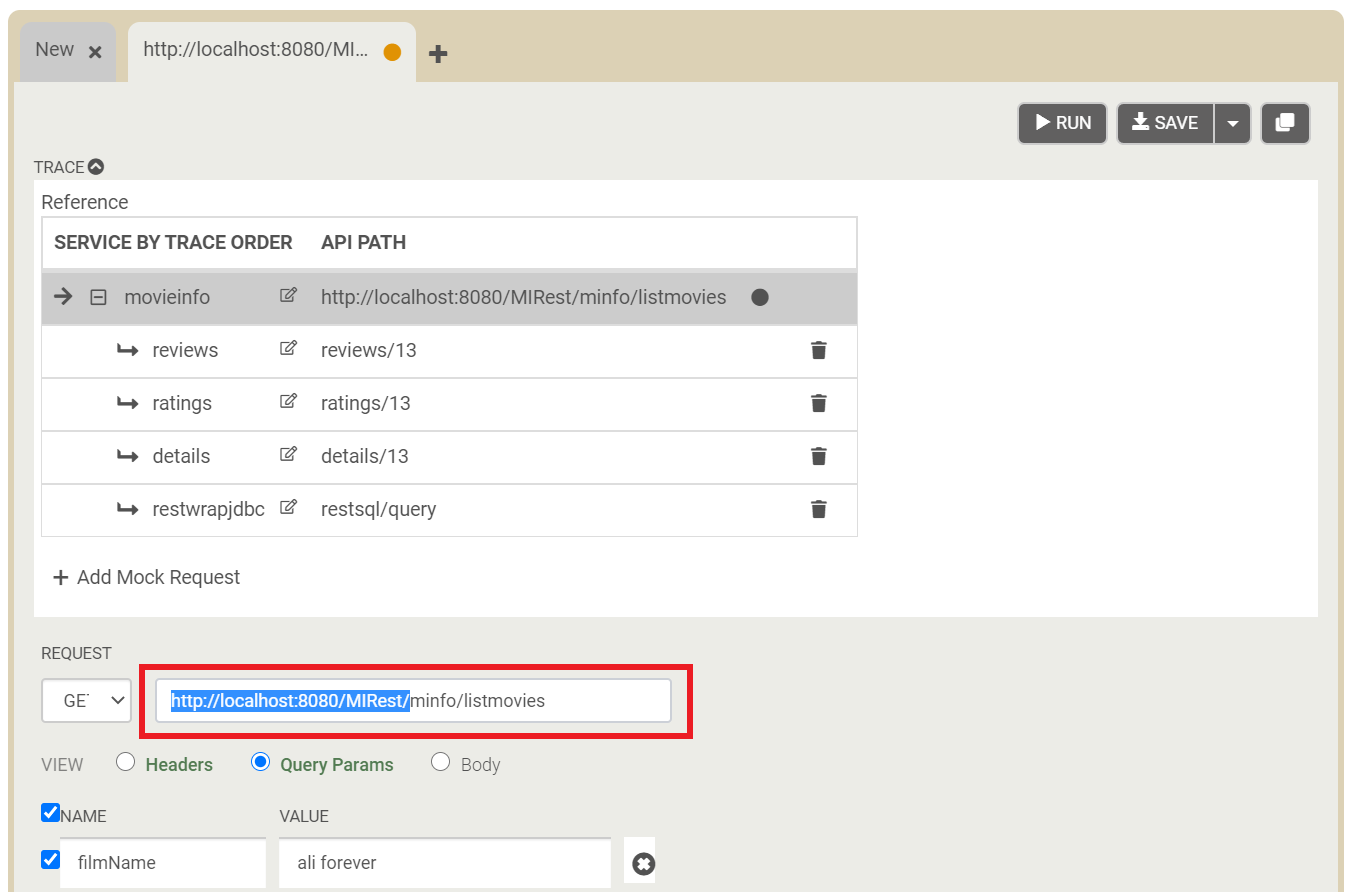 New
http://localhost:8080/MI...
RUN
SAVE
TRACE
Reference
SERVICE BY TRACE ORDER API PATH
movieinfo http://localhost:8080/MIRest/minfo/listmovies
reviews reviews/13
ratings ratings/13
details details/13
restwrapjdbc restsql/query
Add Mock Request
REQUEST
GET http://localhost:8080/MIRest/minfo/listmovies
VIEW Headers Query Params Body
NAME VALUE
filmName ali forever